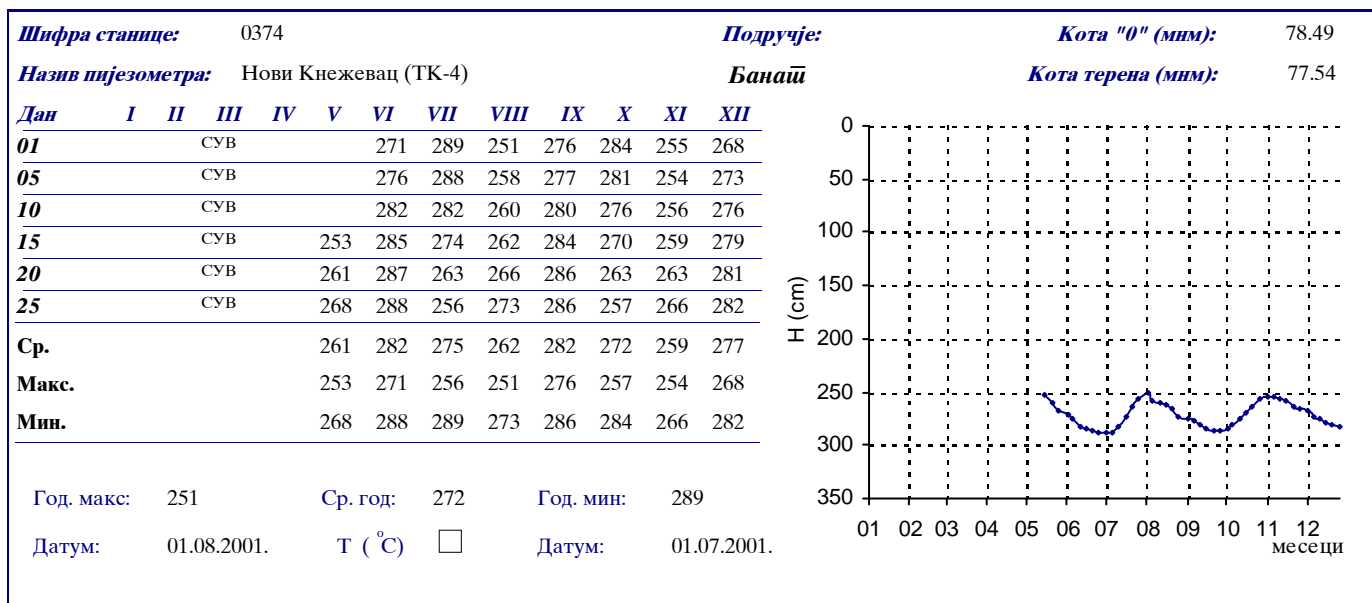 Шифра станице: 0374 Подручје: Кота "0" (мнм): 78.49
Назив пијезометра: Нови Кнежевац (ТК-4) Банат Кота терена (мнм): 77.54
Дан I II III IV V VI VII VIII IX X XI XII
01 СУВ 271 289 251 276 284 255 268
05 СУВ 276 288 258 277 281 254 273
10 СУВ 282 282 260 280 276 256 276
15 СУВ 253 285 274 262 284 270 259 279
20 СУВ 261 287 263 266 286 263 263 281
25 СУВ 268 288 256 273 286 257 266 282
Ср. 261 282 275 262 282 272 259 277
Макс. 253 271 256 251 276 257 254 268
Мин. 268 288 289 273 286 284 266 282
Год. макс: 251 Ср. год: 272 Год. мин: 289
Датум: 01.08.2001. Т ( °C) Датум: 01.07.2001.
H (cm)
0
50
100
150
200
250
300
350
01 02 03 04 05 06 07 08 09 10 11 12
месеци